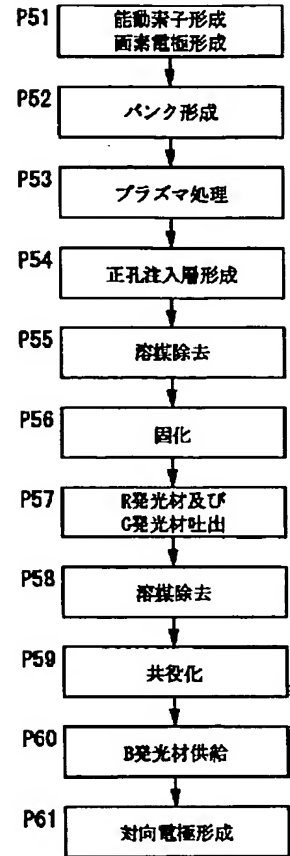 P51
能動素子形成
画素電極形成
P52
バンク形成
P53
プラズマ処理
P54
正孔注入層形成
P55
溶媒除去
P56
固化
P57
R発光材及び
G発光材吐出
P58
溶媒除去
P59
共役化
P60
B発光材供給
P61
対向電極形成